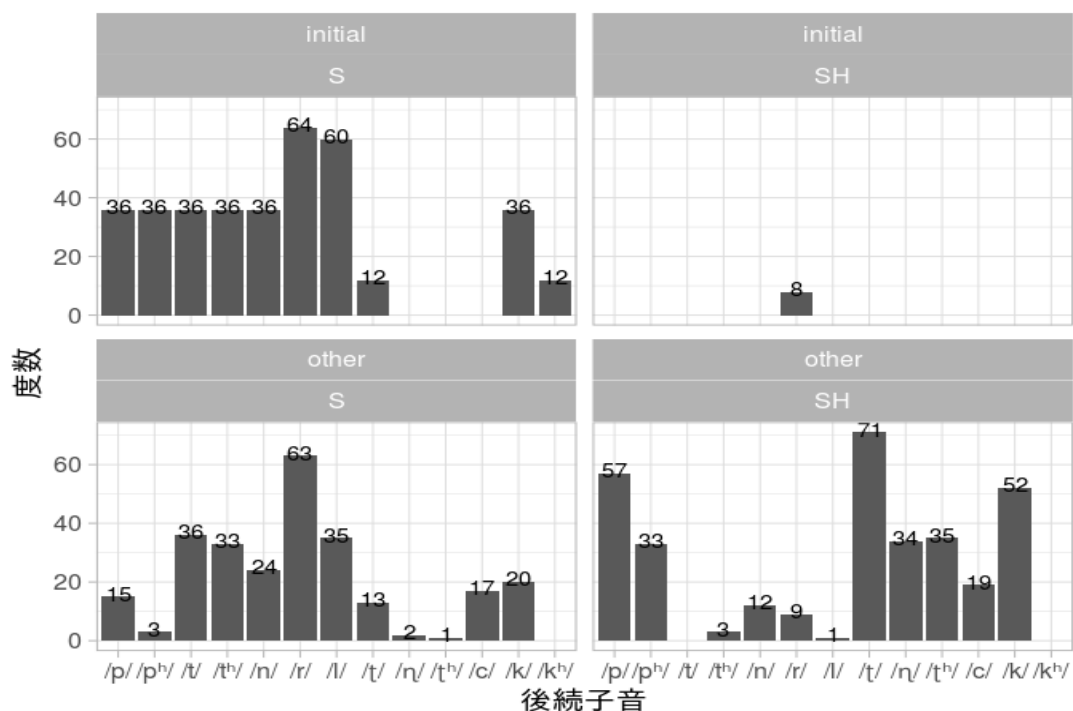 initial
S
initial
SH
60
40
20
0
36 36 36 36 36 64 60 12 36 12
8
other
S
other
SH
60
40
20
0
15 3 36 33 24 63 35 13 2 1 17 20
57 33 3 12 9 1 71 34 35 19 52
/p/ /pʰ/ /t/ /tʰ/ /n/ /r/ /l/ /ʈ/ /ɳ/ /ʈʰ/ /c/ /k/ /kʰ/
/p/ /pʰ/ /t/ /tʰ/ /n/ /r/ /l/ /ʈ/ /ɳ/ /ʈʰ/ /c/ /k/ /kʰ/
度数
後続子音